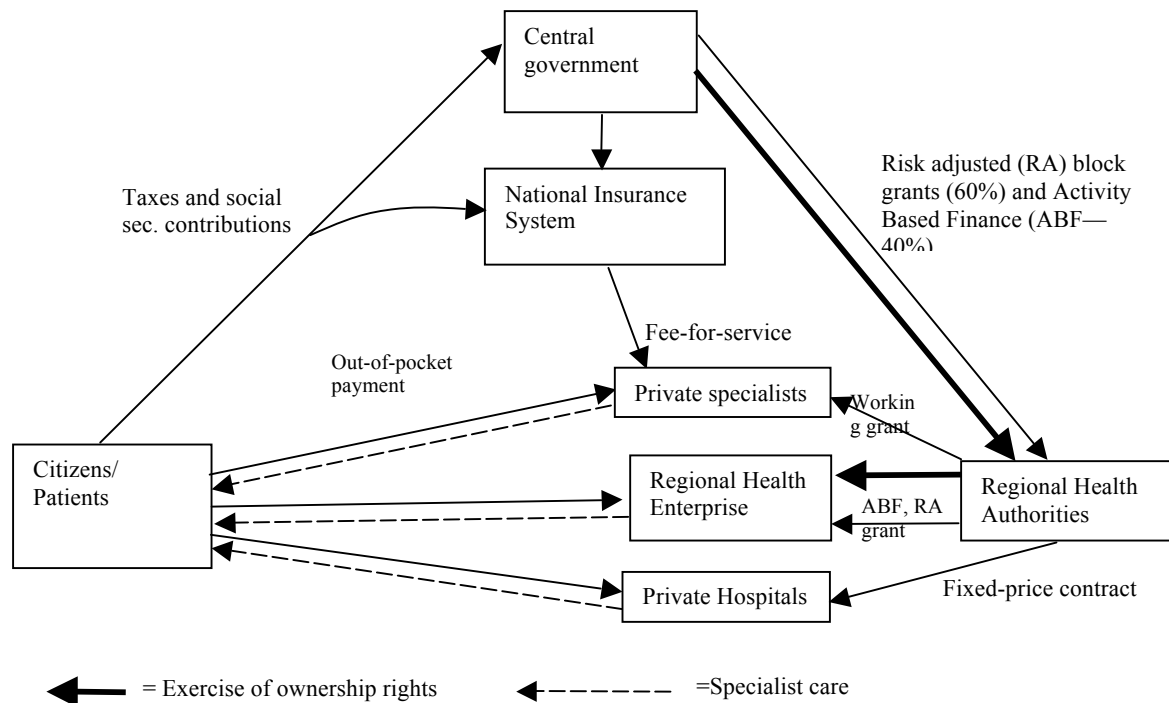 Central
government
Taxes and social
sec. contributions
National Insurance
System
Risk adjusted (RA) block
grants (60%) and Activity
Based Finance (ABF—
40%)
Fee-for-service
Out-of-pocket
payment
Private specialists
Workin
g grant
Citizens/
Patients
Regional Health
Enterprise
ABF, RA
grant
Regional Health
Authorities
Private Hospitals
Fixed-price contract
= Exercise of ownership rights
=Specialist care